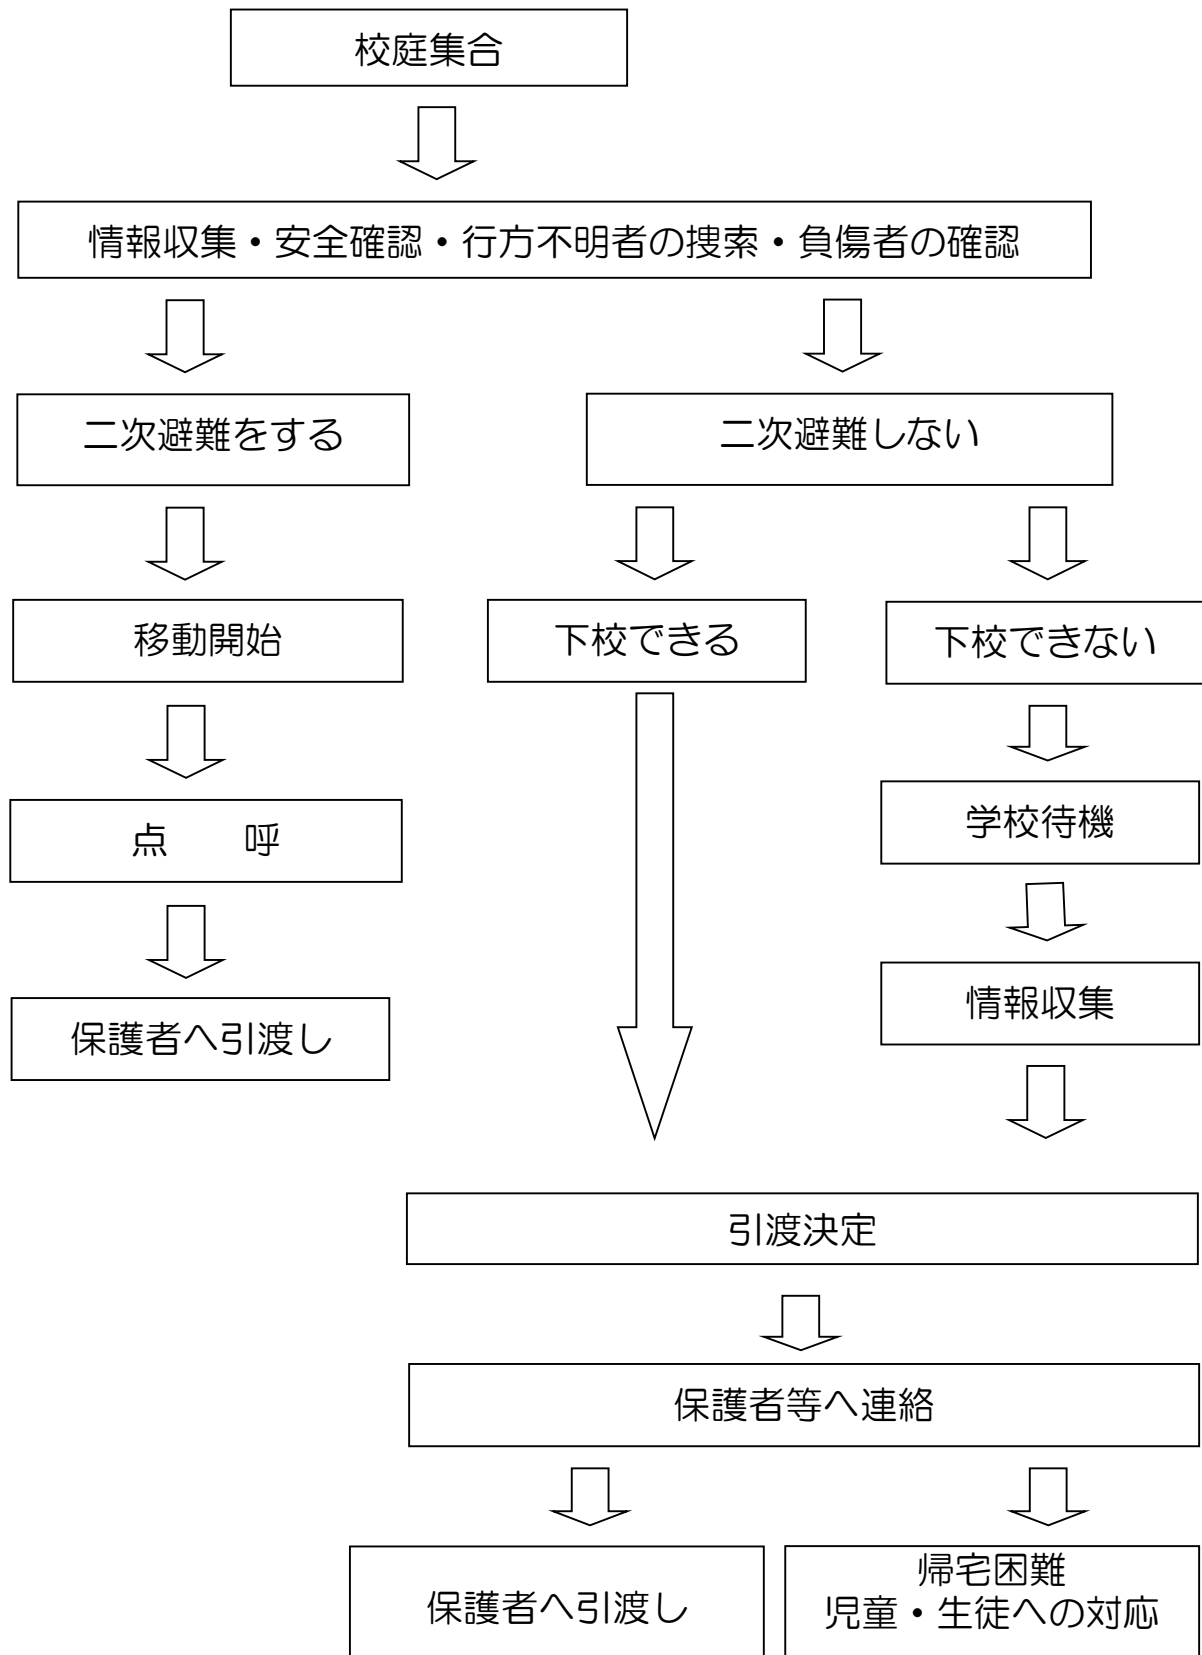 校庭集合
情報収集・安全確認・行方不明者の捜索・負傷者の確認
二次避難をする
二次避難しない
移動開始
下校できる
下校できない
点　　呼
学校待機
保護者へ引渡し
情報収集
引渡決定
保護者等へ連絡
保護者へ引渡し
帰宅困難
児童・生徒への対応